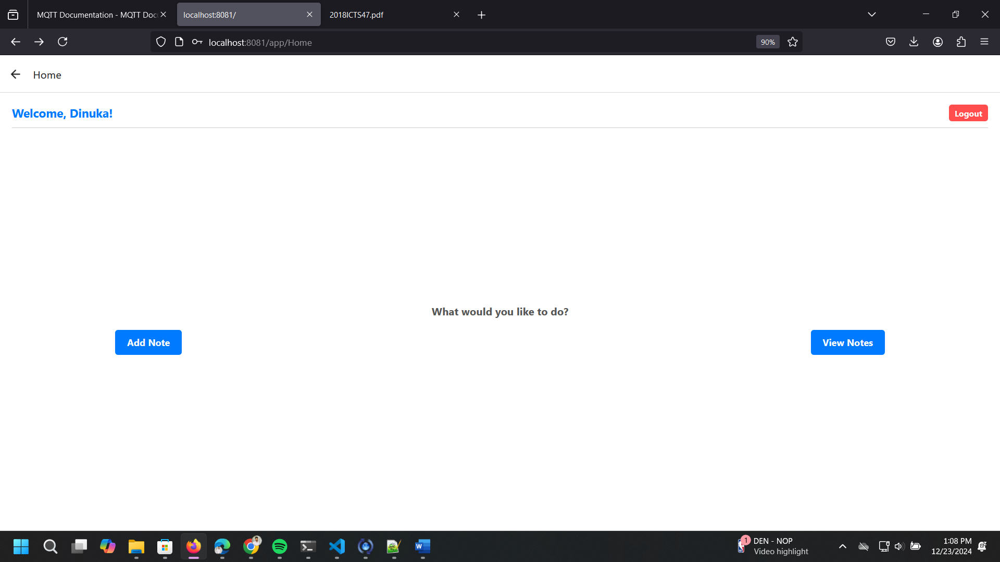 MQTT Documentation - MQTT Doc
localhost:8081/
2018ICTS47.pdf
localhost:8081/app/Home
90%
Home
Welcome, Dinuka!
Logout
What would you like to do?
Add Note
View Notes
1
DEN - NOP
Video highlight
1:08 PM
12/23/2024